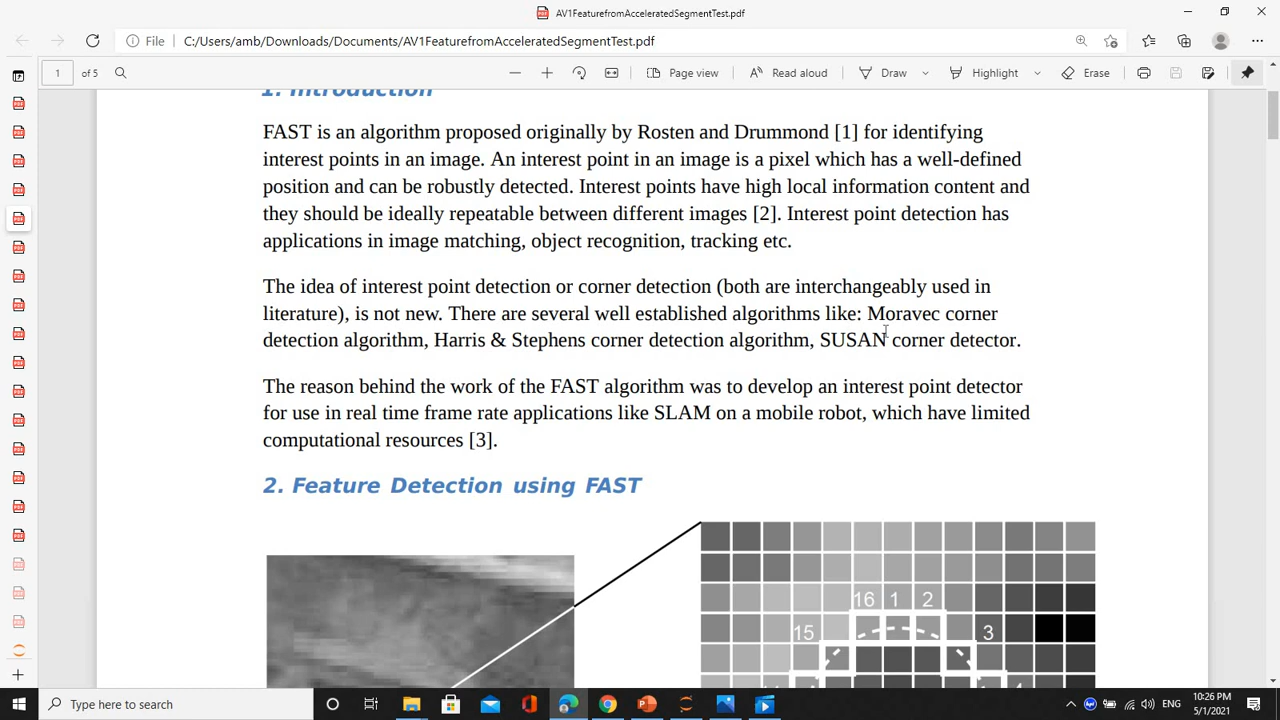 AV1FeaturefromAcceleratedSegmentTest.pdf
File
C:/Users/amb/Downloads/Documents/AV1FeaturefromAcceleratedSegmentTest.pdf
1 of 5
Page view
Read aloud
Draw
Highlight
Erase
1. Introduction
FAST is an algorithm proposed originally by Rosten and Drummond [1] for identifying
interest points in an image. An interest point in an image is a pixel which has a well-defined
position and can be robustly detected. Interest points have high local information content and
they should be ideally repeatable between different images [2]. Interest point detection has
applications in image matching, object recognition, tracking etc.
The idea of interest point detection or corner detection (both are interchangeably used in
literature), is not new. There are several well established algorithms like: Moravec corner
detection algorithm, Harris & Stephens corner detection algorithm, SUSAN corner detector.
The reason behind the work of the FAST algorithm was to develop an interest point detector
for use in real time frame rate applications like SLAM on a mobile robot, which have limited
computational resources [3].
2. Feature Detection using FAST
16 1 2
15 3
Type here to search
ENG
10:26 PM
5/1/2021